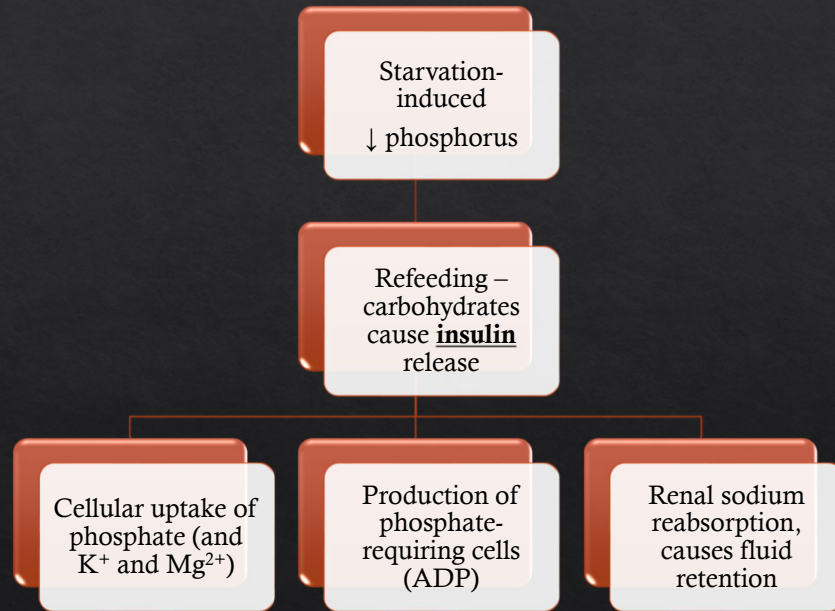 Starvation-
induced
↓ phosphorus
Refeeding –
carbohydrates
cause insulin
release
Cellular uptake of
phosphate (and
K⁺ and Mg²⁺)
Production of
phosphate-
requiring cells
(ADP)
Renal sodium
reabsorption,
causes fluid
retention